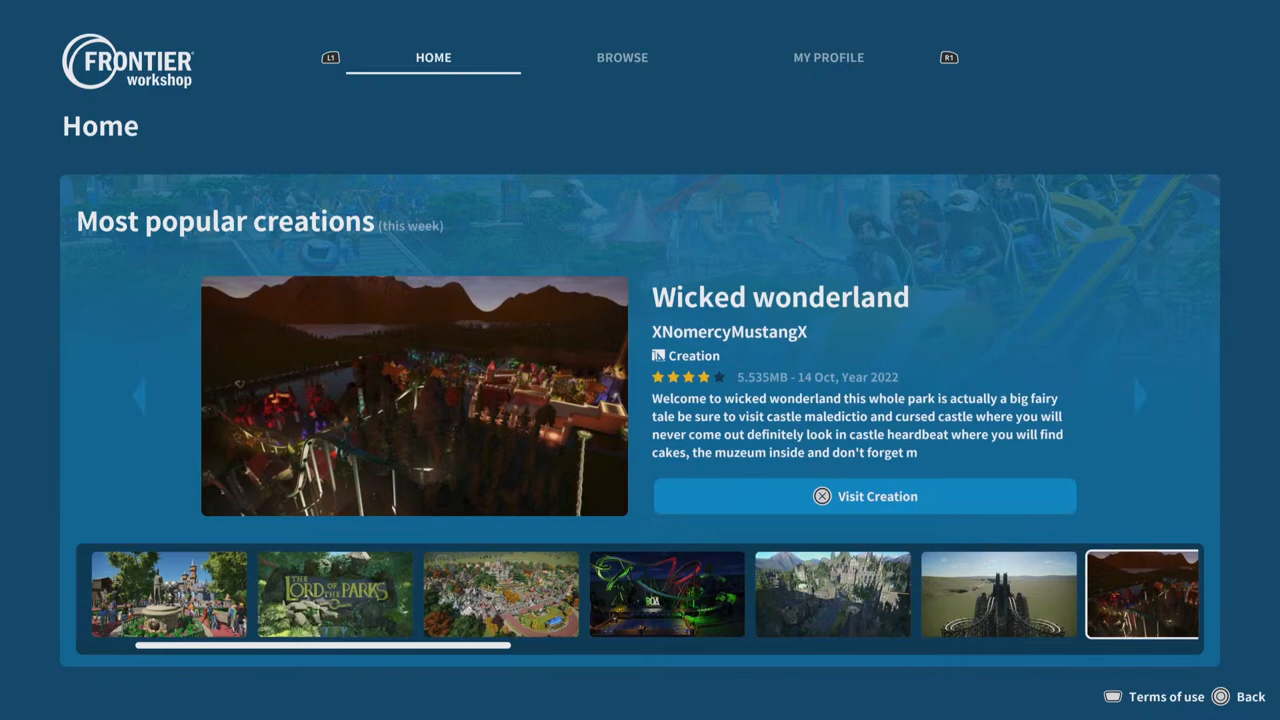 FRONTIER
workshop
L1
HOME
BROWSE
MY PROFILE
R1
Home
Most popular creations (this week)
Wicked wonderland
XNomercyMustangX
Creation
5.535MB - 14 Oct, Year 2022
Welcome to wicked wonderland this whole park is actually a big fairy
tale be sure to visit castle maledictio and cursed castle where you will
never come out definitely look in castle heardbeat where you will find
cakes, the muzeum inside and don't forget m
Visit Creation
THE
LORD OF
THE PARKS
Terms of use
Back